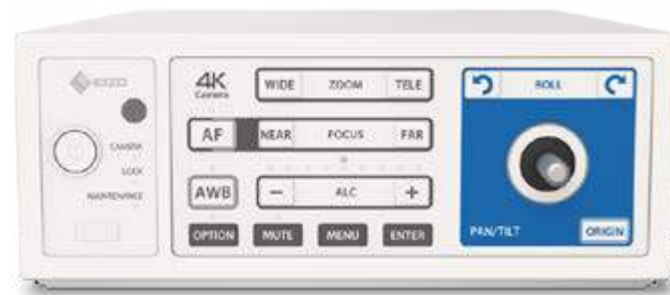 EIZO
CAMERA
LOCK
MAINTENANCE
4K
Camera
WIDE ZOOM TELE
AF NEAR FOCUS FAR
AWB − ALC +
OPTION MUTE MENU ENTER
ROLL
PAN/TILT ORIGIN